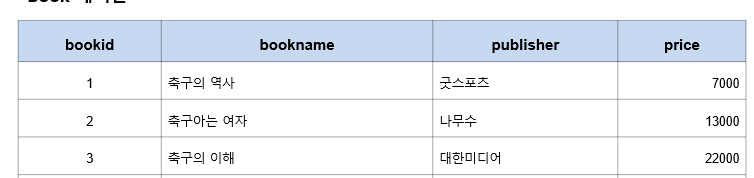 bookid bookname publisher price
1 축구의 역사 굿스포츠 7000
2 축구아는 여자 나무수 13000
3 축구의 이해 대한미디어 22000